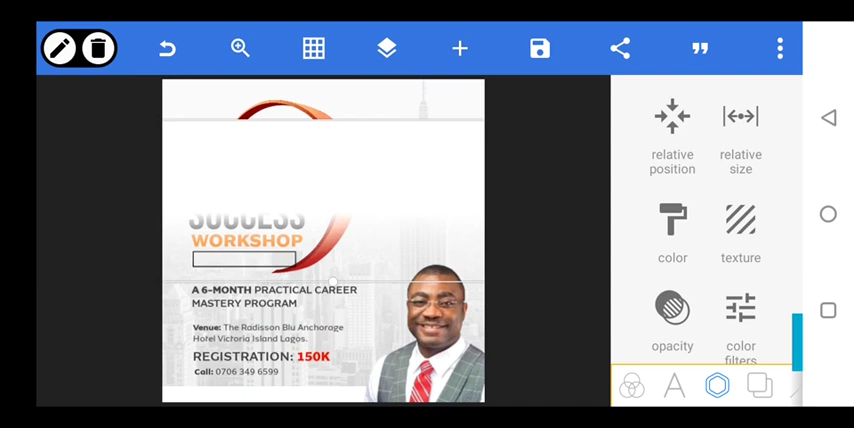 SUCCESS
WORKSHOP
A 6-MONTH PRACTICAL CAREER
MASTERY PROGRAM
Venue: The Radisson Blu Anchorage
Hotel Victoria Island Lagos.
REGISTRATION: 150K
Call: 0706 349 6599
relative position
relative size
color
texture
opacity
color filters